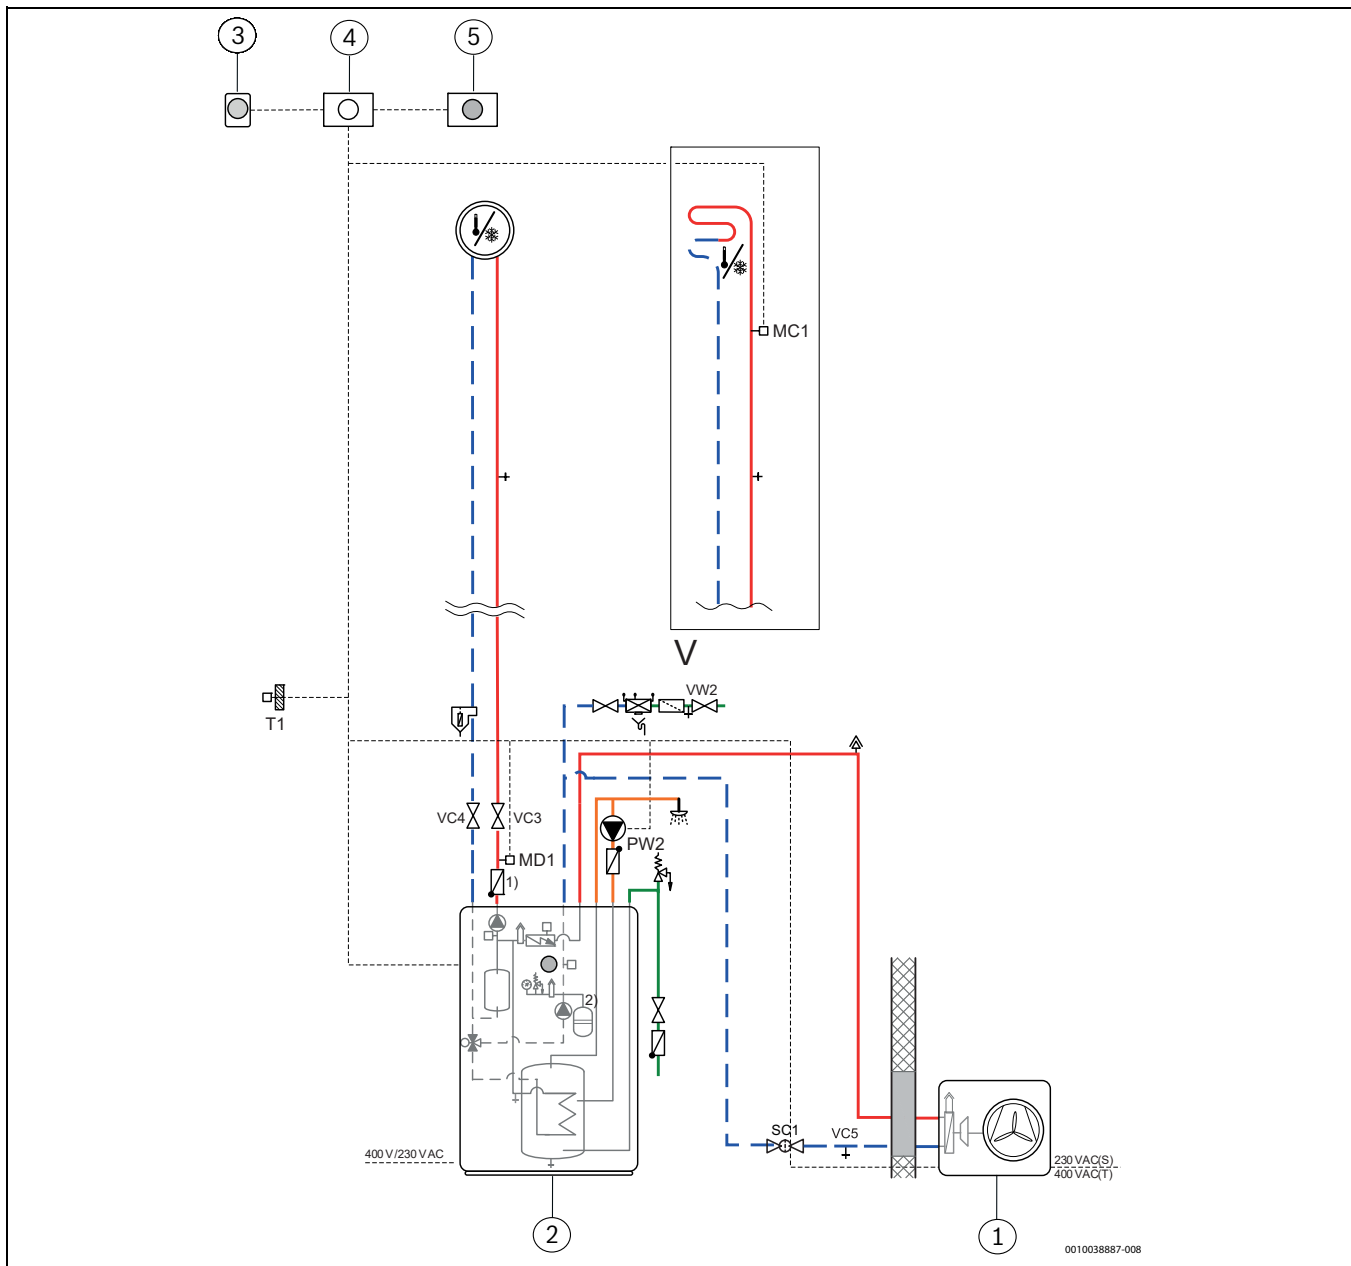 3
4
5
MC1
V
VW2
T1
VC4
VC3
PW2
MD1
1)
2)
SC1
VC5
400 V/230 V AC
230 VAC(S)
400 VAC(T)
2
1
0010038887-008